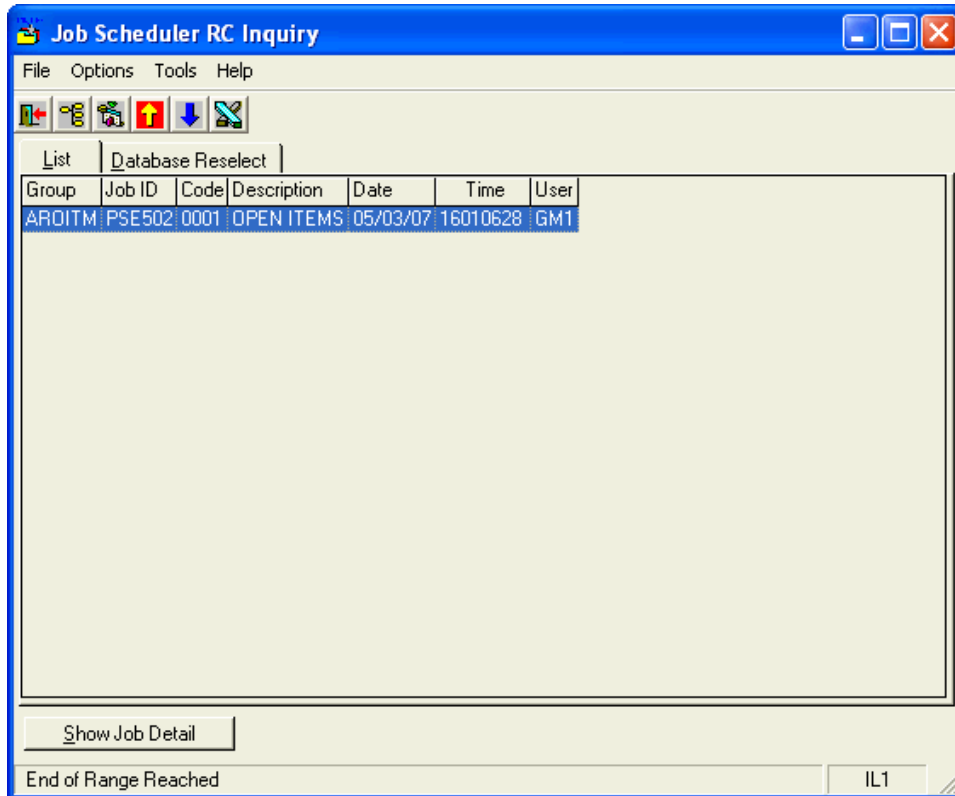 Job Scheduler RC Inquiry
File Options Tools Help
List Database Reselect
Group Job ID Code Description Date Time User
AROITM PSE502 0001 OPEN ITEMS 05/03/07 16010628 GM1
Show Job Detail
End of Range Reached IL1